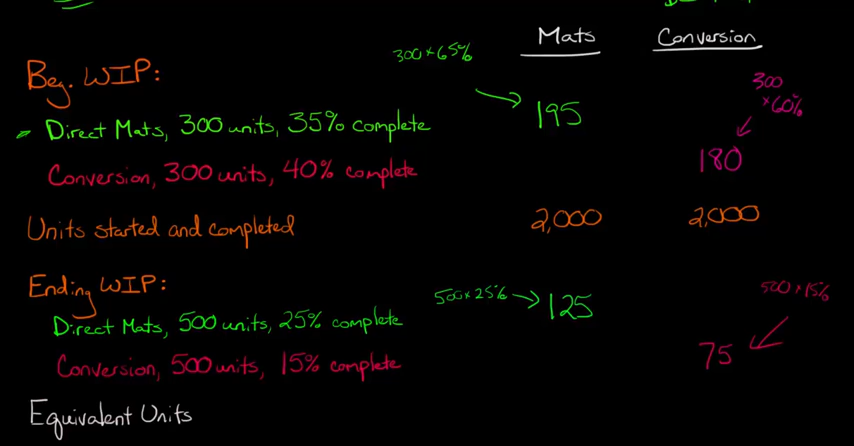 Mats Conversion
300 x 65%
Beg. WIP:
300
x 60%
Direct Mats, 300 units, 35% complete 195
Conversion, 300 units, 40% complete 180
Units started and completed 2,000 2,000
Ending WIP:
500 x 25% 125 500 x 15%
Direct Mats, 500 units, 25% complete
Conversion, 500 units, 15% complete 75
Equivalent Units